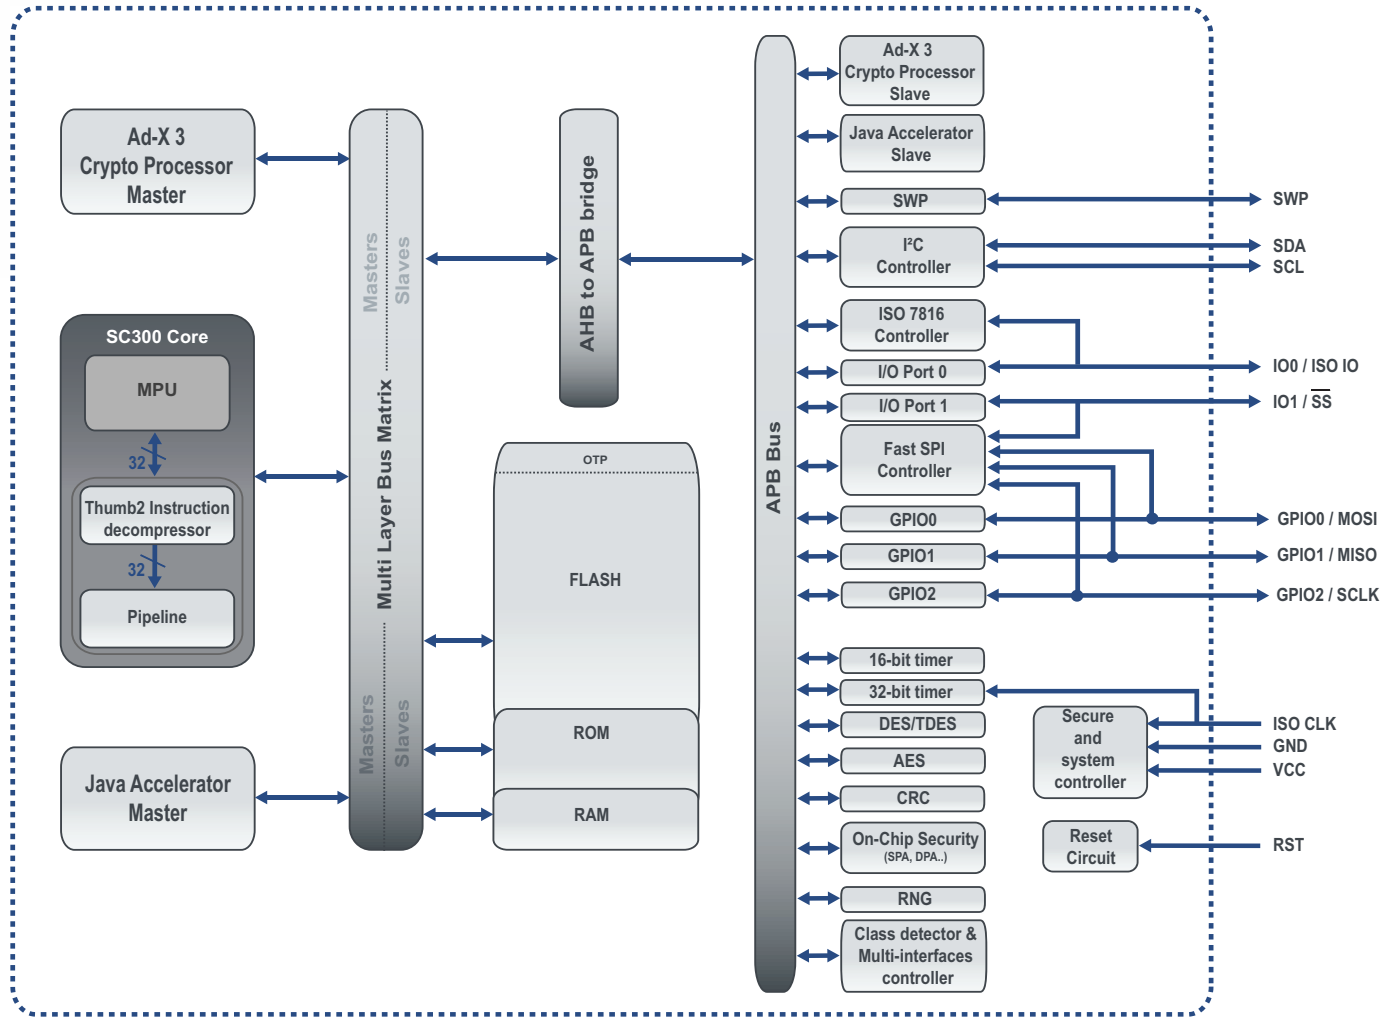 Ad-X 3
Crypto Processor
Master
SC300 Core
MPU
32
Thumb2 Instruction
decompressor
32
Pipeline
Java Accelerator
Master
Masters
Slaves
Multi Layer Bus Matrix
Masters
Slaves
AHB to APB bridge
OTP
FLASH
ROM
RAM
APB Bus
Ad-X 3
Crypto Processor
Slave
Java Accelerator
Slave
SWP
I²C
Controller
ISO 7816
Controller
I/O Port 0
I/O Port 1
Fast SPI
Controller
GPIO0
GPIO1
GPIO2
16-bit timer
32-bit timer
DES/TDES
AES
CRC
On-Chip Security
(SPA, DPA..)
RNG
Class detector &
Multi-interfaces
controller
Secure
and
system
controller
Reset
Circuit
SWP
SDA
SCL
IO0 / ISO IO
IO1 / S̅S̅
GPIO0 / MOSI
GPIO1 / MISO
GPIO2 / SCLK
ISO CLK
GND
VCC
RST